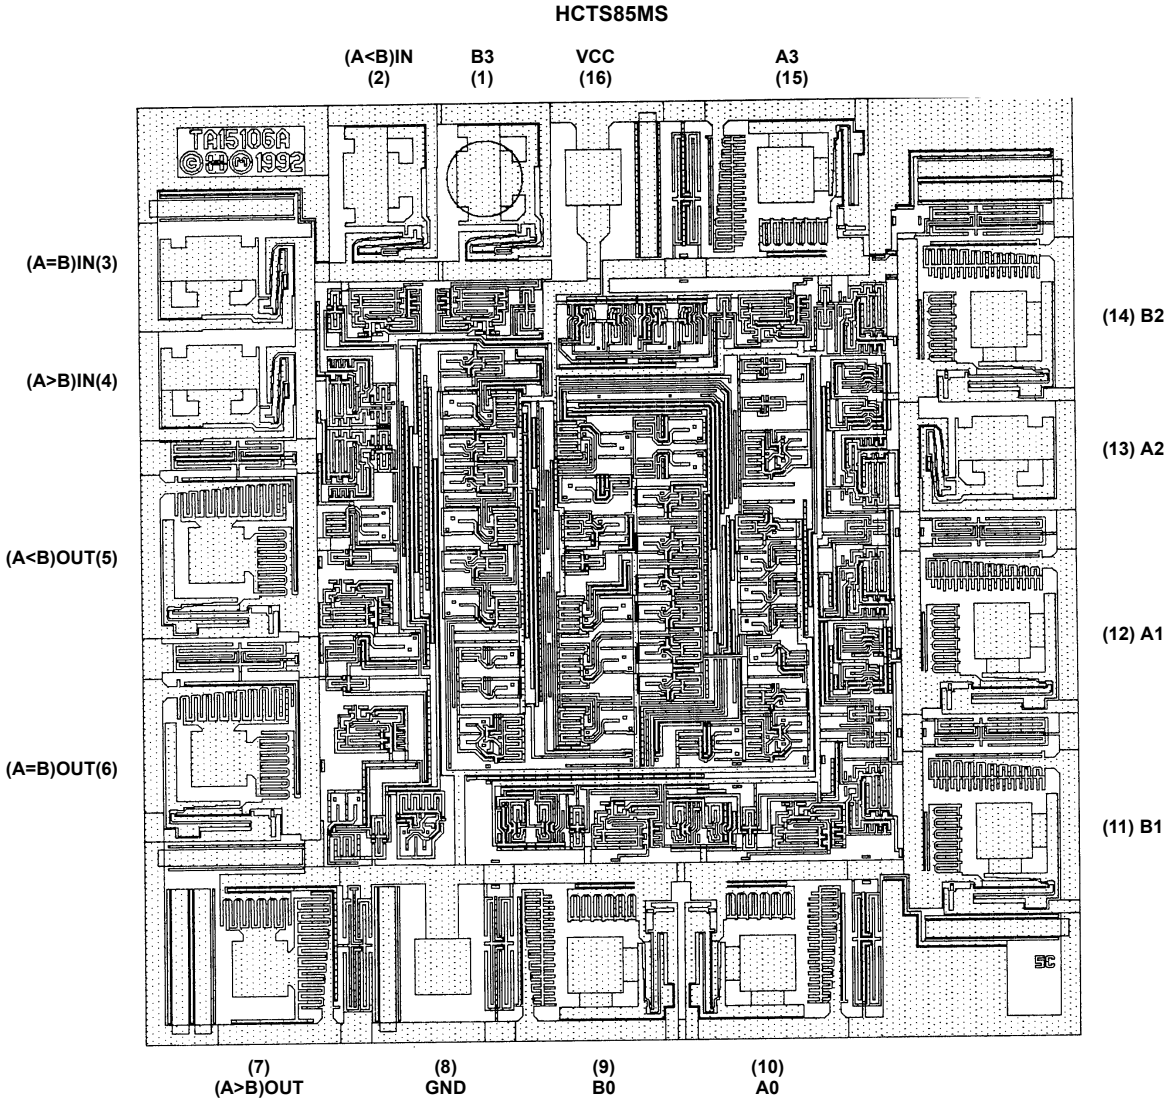 HCTS85MS
(A<B)IN
(2)
B3
(1)
VCC
(16)
A3
(15)
TA15106A
© H M 1992
(A=B)IN(3)
(A>B)IN(4)
(A<B)OUT(5)
(A=B)OUT(6)
(14) B2
(13) A2
(12) A1
(11) B1
SC
(7)
(A>B)OUT
(8)
GND
(9)
B0
(10)
A0